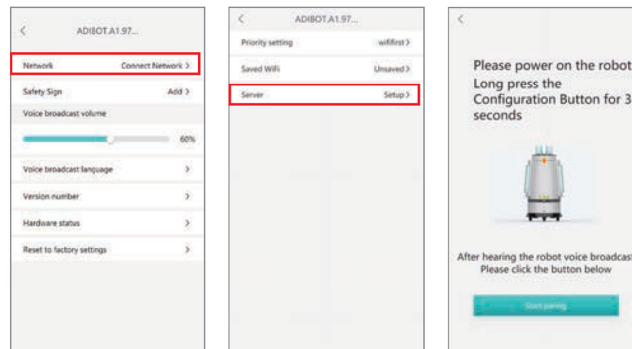 ADIBOT.A1.97...
Network Connect Network >
Safety Sign Add >
Voice broadcast volume
60%
Voice broadcast language >
Version number >
Hardware status >
Reset to factory settings >
ADIBOT.A1.97...
Priority setting wififirst >
Saved WiFi Unsaved >
Server Setup >
Please power on the robot
Long press the
Configuration Button for 3
seconds
After hearing the robot voice broadcast
Please click the button below